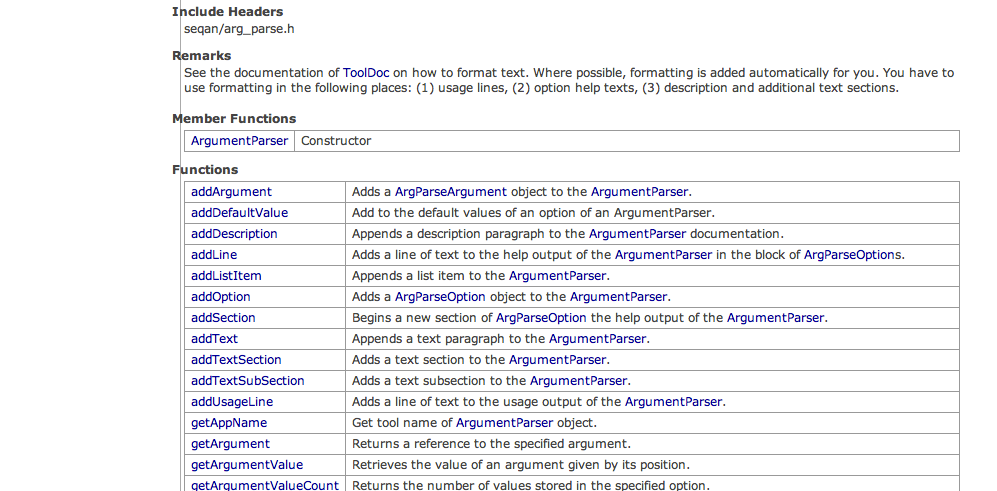 Include Headers
seqan/arg_parse.h
Remarks
See the documentation of ToolDoc on how to format text. Where possible, formatting is added automatically for you. You have to
use formatting in the following places: (1) usage lines, (2) option help texts, (3) description and additional text sections.
Member Functions
ArgumentParser Constructor
Functions
addArgument Adds a ArgParseArgument object to the ArgumentParser.
addDefaultValue Add to the default values of an option of an ArgumentParser.
addDescription Appends a description paragraph to the ArgumentParser documentation.
addLine Adds a line of text to the help output of the ArgumentParser in the block of ArgParseOptions.
addListItem Appends a list item to the ArgumentParser.
addOption Adds a ArgParseOption object to the ArgumentParser.
addSection Begins a new section of ArgParseOption the help output of the ArgumentParser.
addText Appends a text paragraph to the ArgumentParser.
addTextSection Adds a text section to the ArgumentParser.
addTextSubSection Adds a text subsection to the ArgumentParser.
addUsageLine Adds a line of text to the usage output of the ArgumentParser.
getAppName Get tool name of ArgumentParser object.
getArgument Returns a reference to the specified argument.
getArgumentValue Retrieves the value of an argument given by its position.
getArgumentValueCount Returns the number of values stored in the specified option.